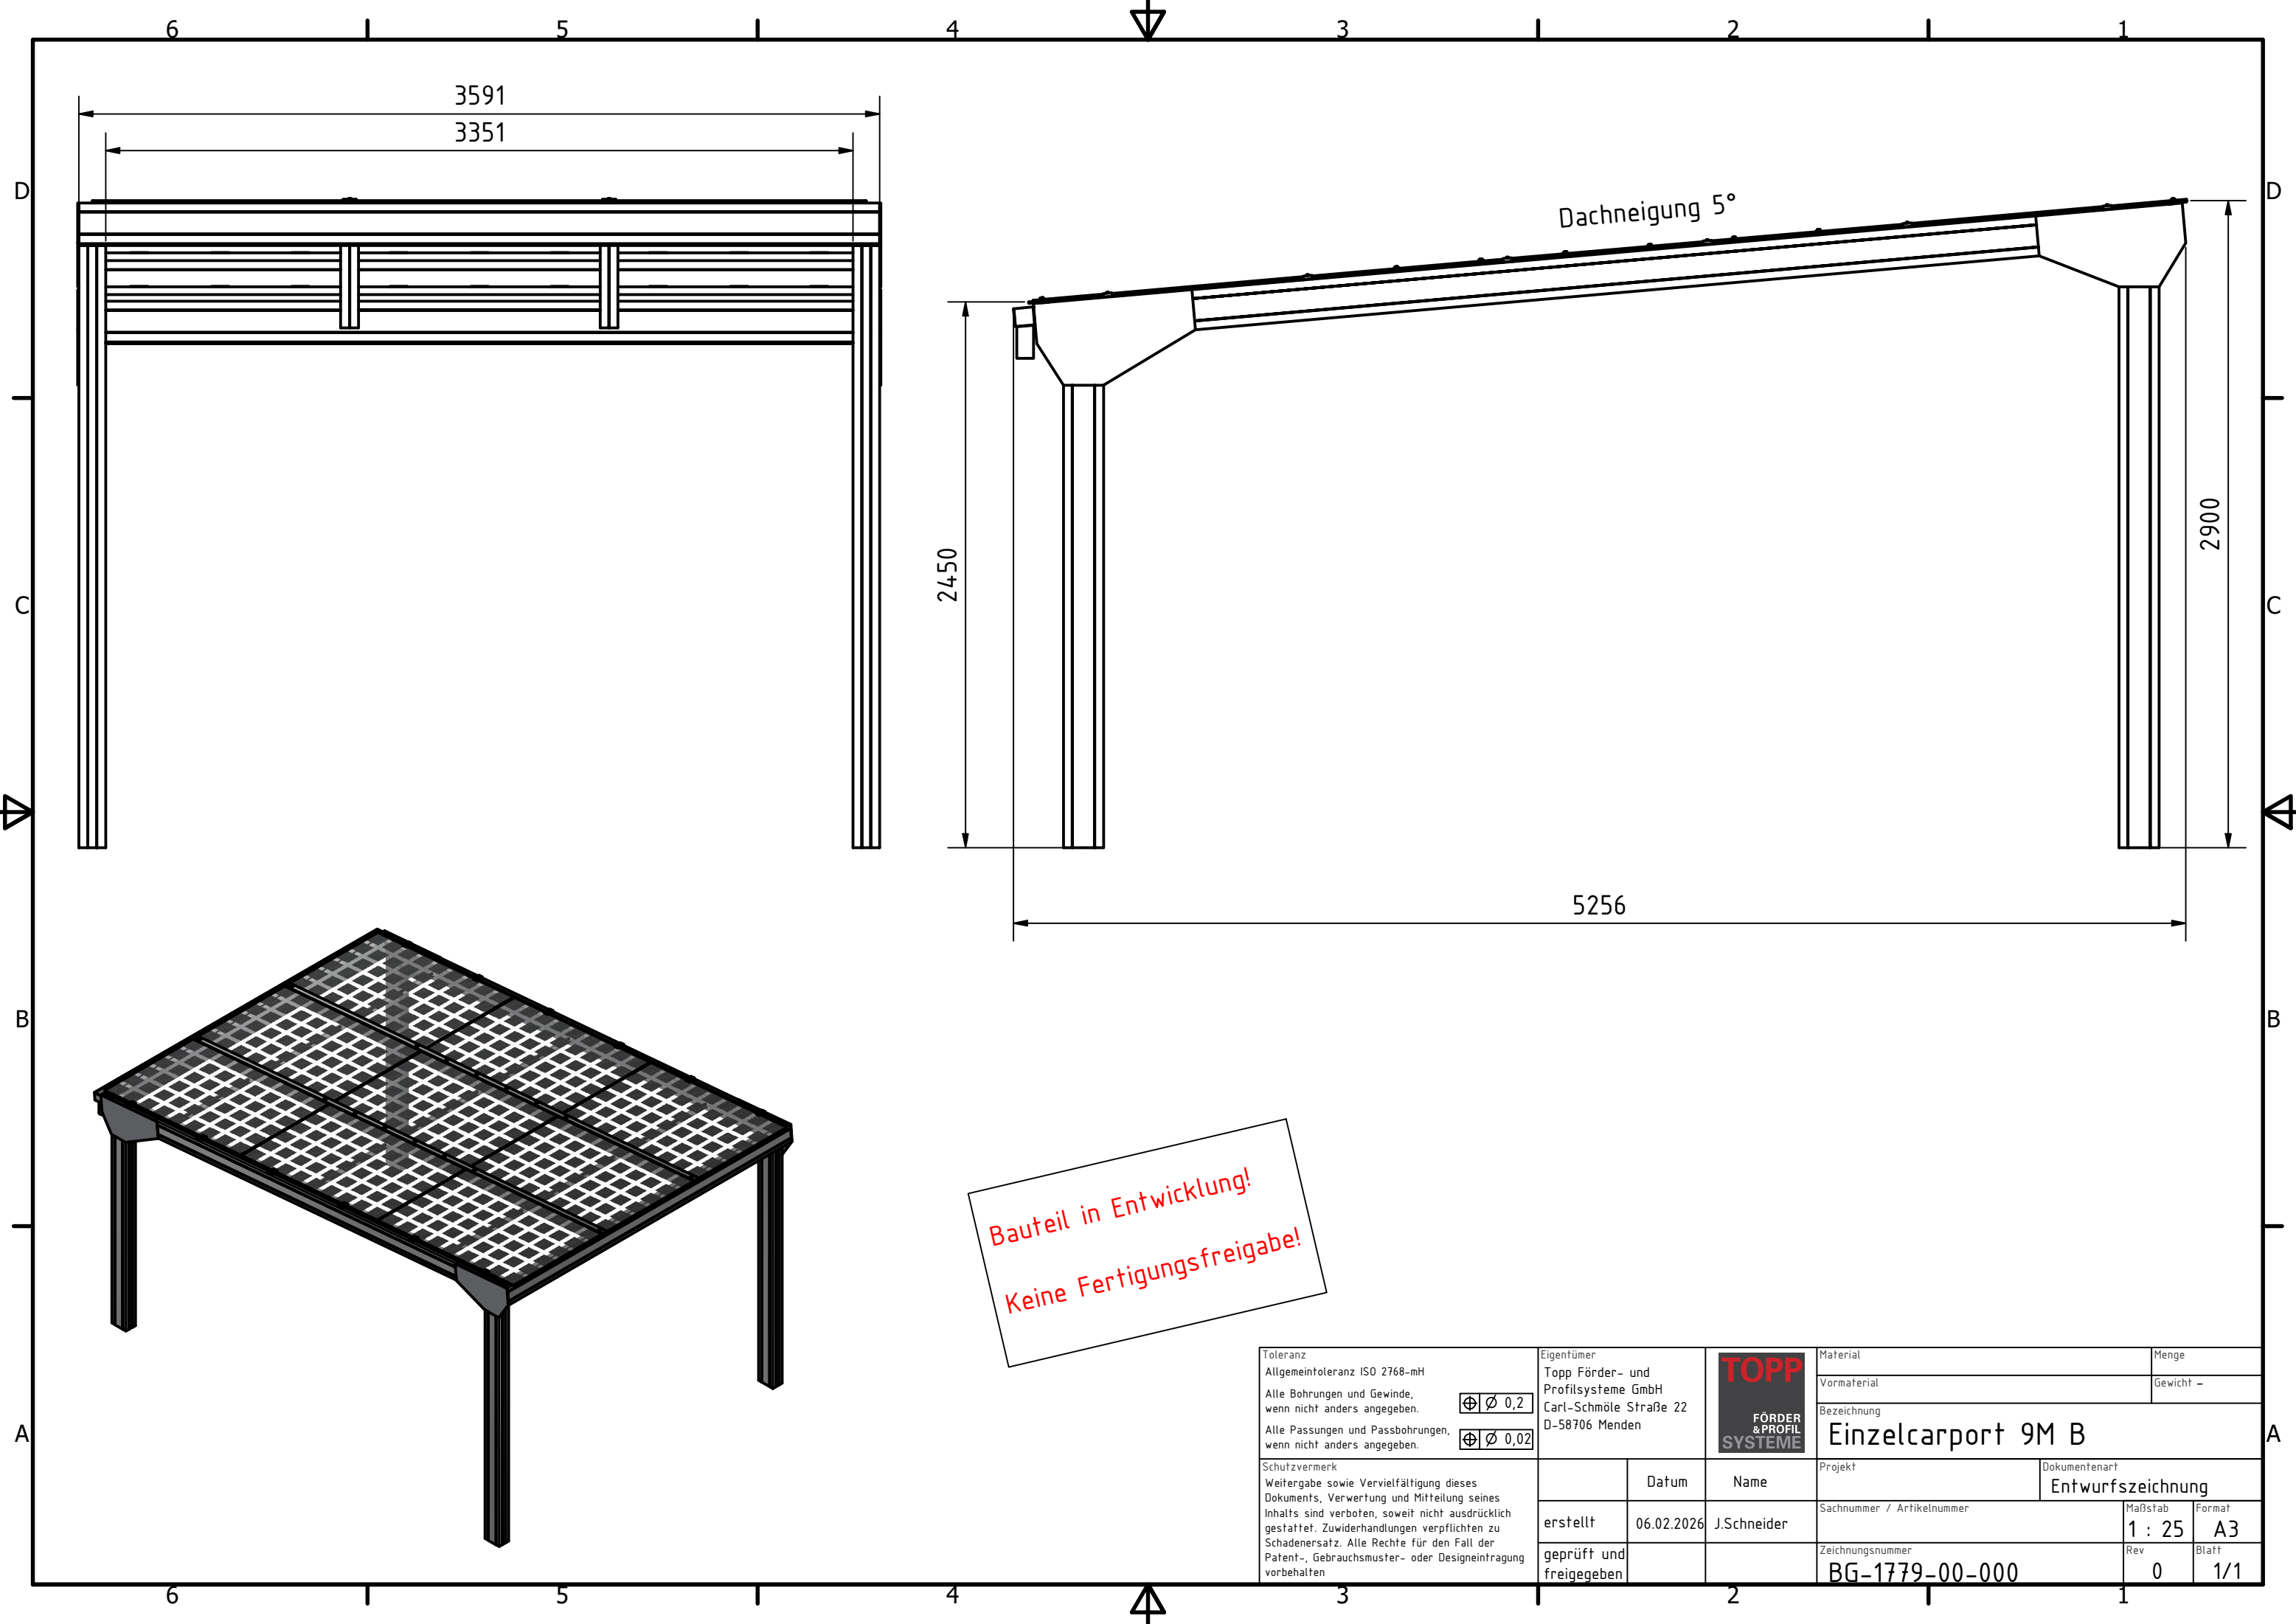 6 5 4 3 2 1
3591
3351
D D
Dachneigung 5°
2450
2900
C C
5256
B B
Bauteil in Entwicklung!
Keine Fertigungsfreigabe!
A A
Toleranz
Allgemeintoleranz ISO 2768-mH
Alle Bohrungen und Gewinde,
wenn nicht anders angegeben.
⌖ Ø 0,2
Alle Passungen und Passbohrungen,
wenn nicht anders angegeben.
⌖ Ø 0,02
Eigentümer
Topp Förder- und
Profilsysteme GmbH
Carl-Schmöle Straße 22
D-58706 Menden
TOPP
FÖRDER
&PROFIL
SYSTEME
Material
Menge
Vormaterial
Gewicht -
Bezeichnung
Einzelcarport 9M B
Schutzvermerk
Weitergabe sowie Vervielfältigung dieses
Dokuments, Verwertung und Mitteilung seines
Inhalts sind verboten, soweit nicht ausdrücklich
gestattet. Zuwiderhandlungen verpflichten zu
Schadenersatz. Alle Rechte für den Fall der
Patent-, Gebrauchsmuster- oder Designeintragung
vorbehalten
Datum Name
erstellt 06.02.2026 J.Schneider
geprüft und
freigegeben
Projekt
Dokumentenart
Entwurfszeichnung
Sachnummer / Artikelnummer
Maßstab
1 : 25
Format
A3
Zeichnungsnummer
BG-1779-00-000
Rev
0
Blatt
1/1
6 5 4 3 2 1